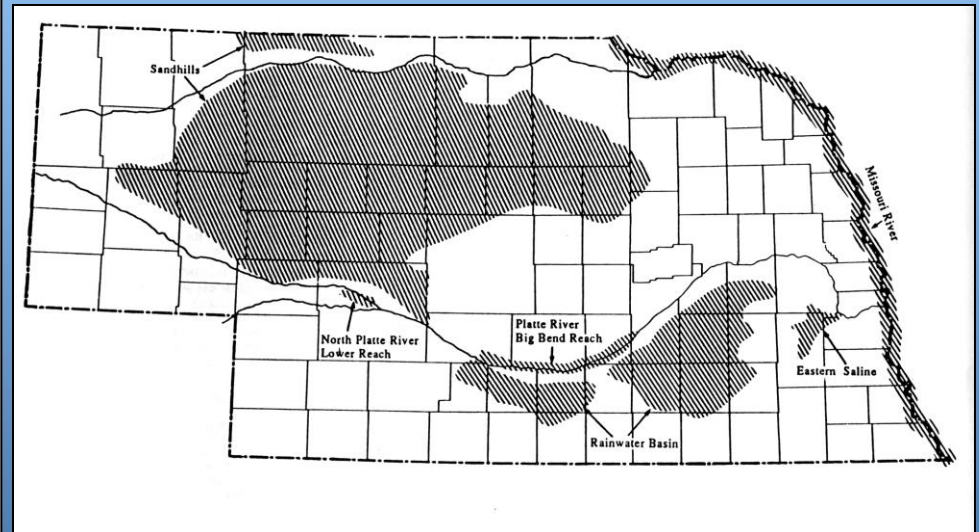 Sandhills
Missouri River
North Platte River
Lower Reach
Platte River
Big Bend Reach
Eastern Saline
Rainwater Basin